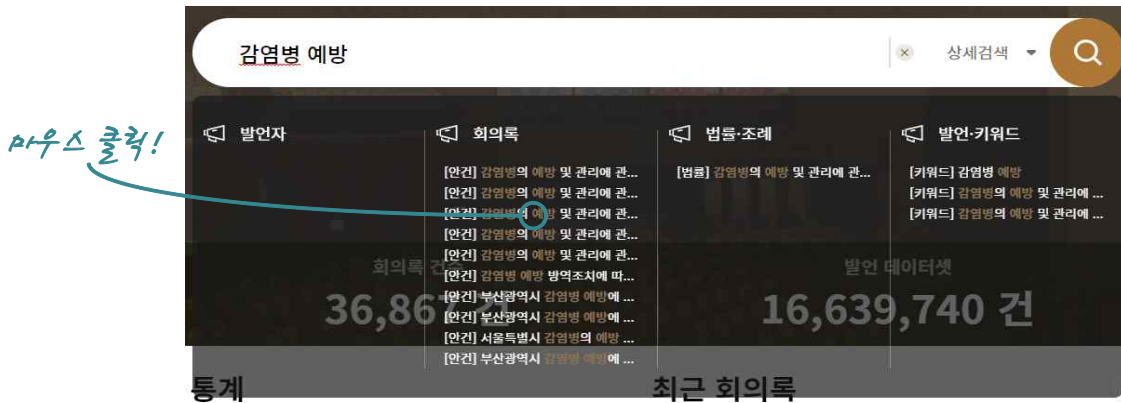 감염병 예방
×
상세검색
마우스 클릭!
발언자
회의록
[안건] 감염병의 예방 및 관리에 관...
[안건] 감염병의 예방 및 관리에 관...
[안건] 감염병의 예방 및 관리에 관...
[안건] 감염병의 예방 및 관리에 관...
[안건] 감염병의 예방 및 관리에 관...
[안건] 감염병 예방 방역조치에 따...
[안건] 부산광역시 감염병 예방에 ...
[안건] 부산광역시 감염병 예방에 ...
[안건] 서울특별시 감염병의 예방 ...
[안건] 부산광역시 감염병 예방에 ...
법률·조례
[법률] 감염병의 예방 및 관리에 관...
발언·키워드
[키워드] 감염병 예방
[키워드] 감염병의 예방 및 관리에 ...
[키워드] 감염병의 예방 및 관리에 ...
회의록 건수
36,867 건
발언 데이터셋
16,639,740 건
통계
최근 회의록